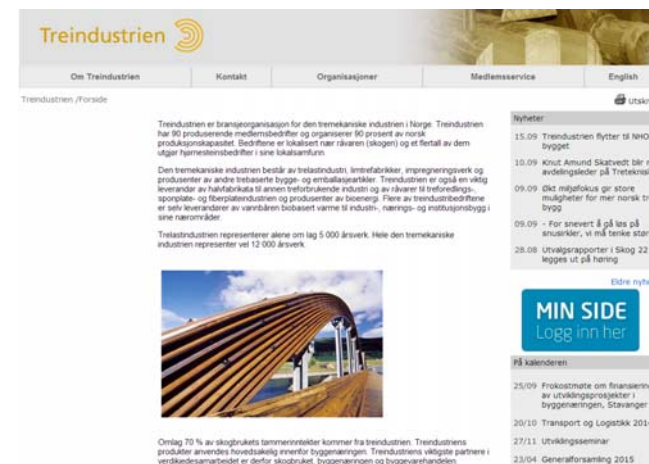 Treindustrien
Om Treindustrien
Kontakt
Organisasjoner
Medlemsservice
English
Treindustrien /Forside
Treindustrien er bransjeorganisasjon for den tremekaniske industrien i Norge. Treindustrien
har 90 produserende medlemsbedrifter og organiserer 90 prosent av norsk
produksjonskapasitet. Bedriftene er lokalisert nær råvaren (skogen) og et flertall av dem
utgjør hjørnesteinsbedrifter i sine lokalsamfunn.
Den tremekaniske industrien består av trelastindustri, limtrefabrikker, impregneringsverk og
produsenter av andre trebaserte bygge- og emballasjeartikler. Treindustrien er også en viktig
leverandør av halvfabrikata til annen treforbrukende industri og av råvarer til treforedlings-,
sponplate- og fiberplateindustrien og produsenter av bioenergi. Flere av treindustribedriftene
er selv leverandører av vannbåren biobasert varme til industri-, nærings- og institusjonsbygg i
sine nærområder.
Trelastindustrien representerer alene om lag 5 000 årsverk. Hele den tremekaniske
industrien representer vel 12 000 årsverk.
Omlag 70 % av skogbrukets tømmerinntekter kommer fra treindustrien. Treindustriens
produkter anvendes hovedsakelig innenfor byggenæringen. Treindustriens viktigste partnere i
verdikjedesamarbeidet er derfor skogbruket, byggenæringen og byggevarehandelen.
Utskri
Nyheter
15.09 Treindustrien flytter til NHO
bygget
10.09 Knut Amund Skatvedt blir n
avdelingsleder på Treteknis
09.09 Økt miljøfokus gir store
muligheter for mer norsk tr
bygg
09.09 - For snevert å gå løs på
snusirkler, vi må tenke stør
28.08 Utvalgsrapporter i Skog 22
legges ut på høring
Eldre nyhe
MIN SIDE
Logg inn her
På kalenderen
25/09 Frokostmøte om finansiering
av utviklingsprosjekter i
byggenæringen, Stavanger
20/10 Transport og Logistikk 2014
27/11 Utviklingsseminar
23/04 Generalforsamling 2015